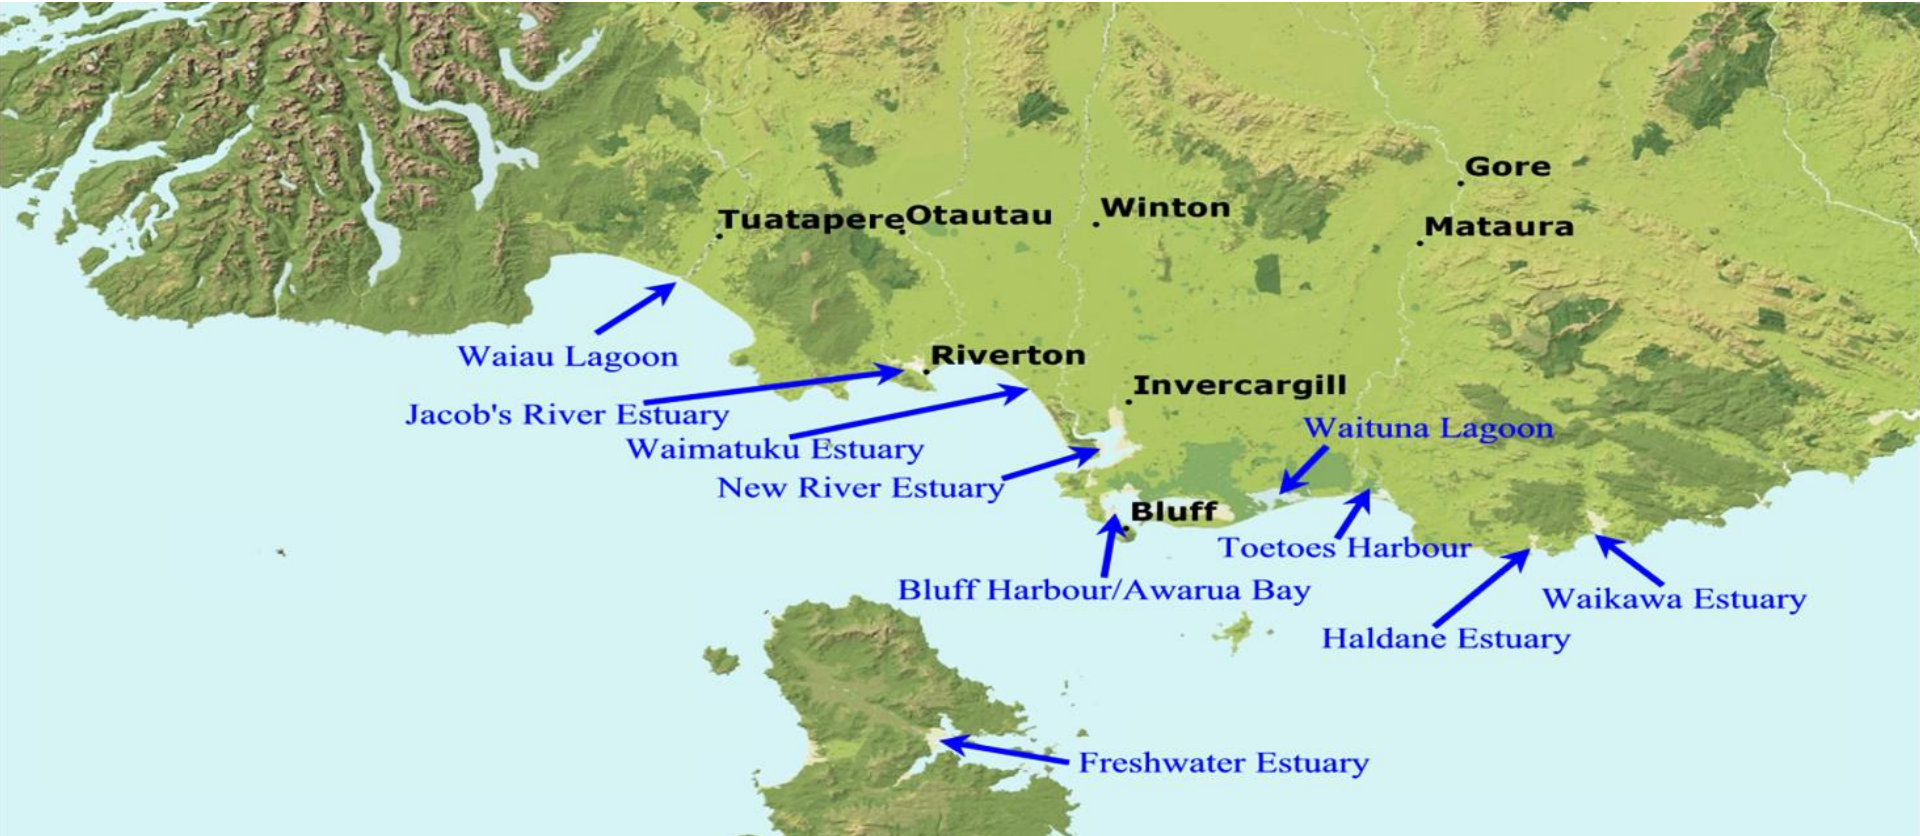 Gore
Tuatapere
Otautau
Winton
Mataura
Waiau Lagoon
Riverton
Invercargill
Jacob's River Estuary
Waituna Lagoon
Waimatuku Estuary
New River Estuary
Bluff
Toetoes Harbour
Bluff Harbour/Awarua Bay
Waikawa Estuary
Haldane Estuary
Freshwater Estuary